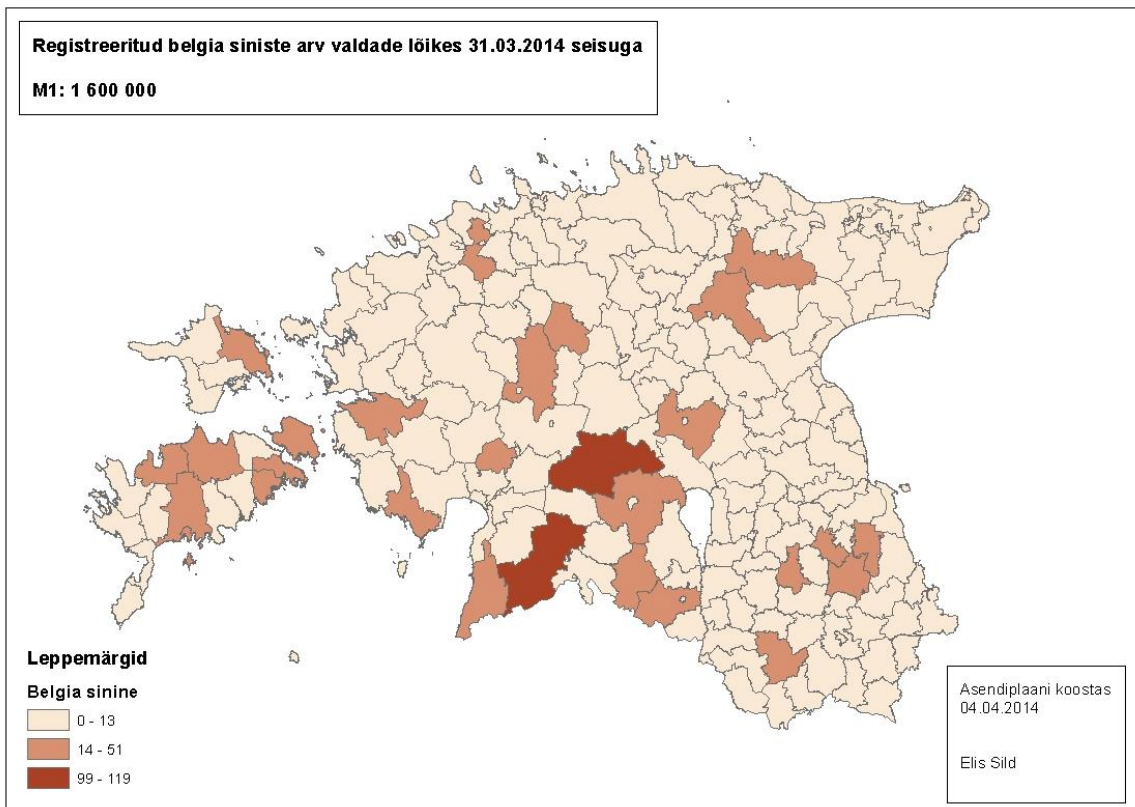 Registreeritud belgia siniste arv valdade lõikes 31.03.2014 seisuga
M1: 1 600 000
Leppemärgid
Belgia sinine
0 - 13
14 - 51
99 - 119
Asendiplaani koostas
04.04.2014
Elis Sild